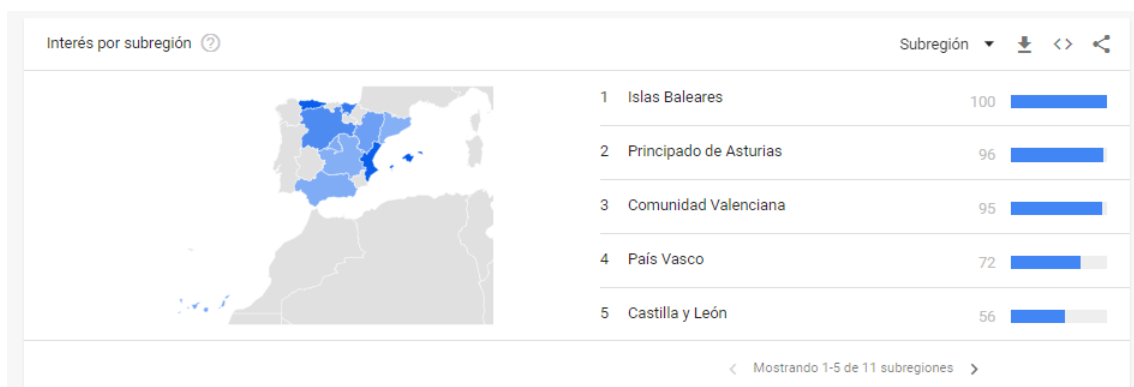 Interés por subregión
Subregión
1 Islas Baleares 100
2 Principado de Asturias 96
3 Comunidad Valenciana 95
4 País Vasco 72
5 Castilla y León 56
Mostrando 1-5 de 11 subregiones